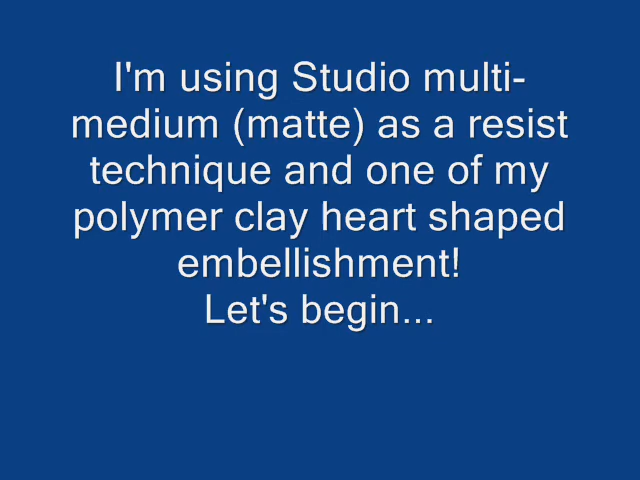 I'm using Studio multi-
medium (matte) as a resist
technique and one of my
polymer clay heart shaped
embellishment!
Let's begin...